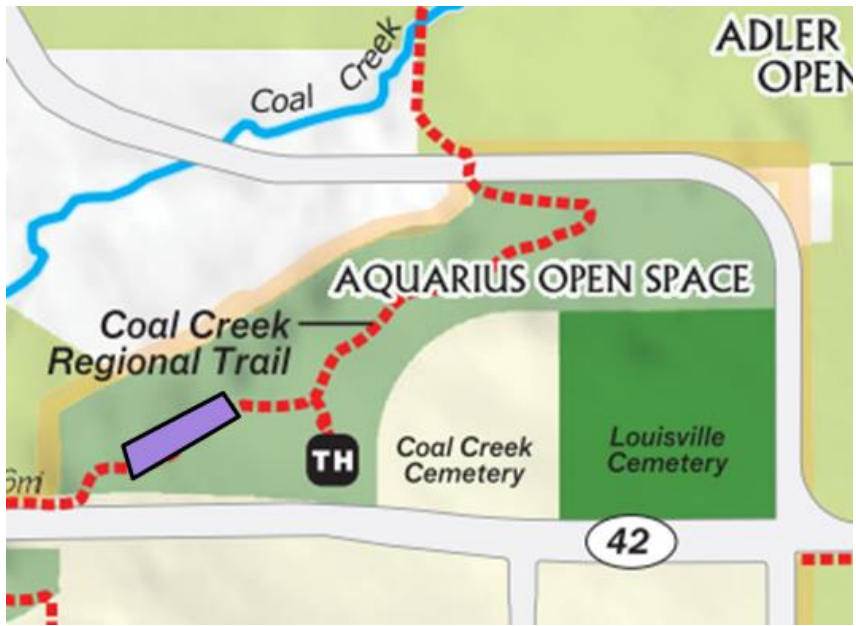 ADLER
OPEN
Coal Creek
AQUARIUS OPEN SPACE
Coal Creek
Regional Trail
TH
Coal Creek
Cemetery
Louisville
Cemetery
42